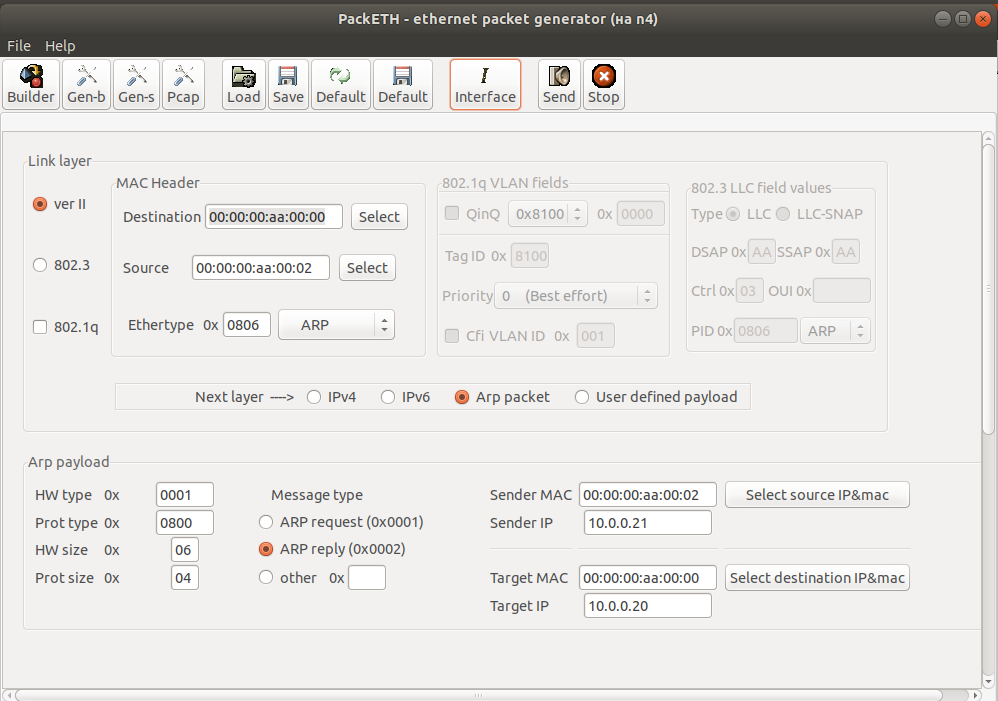 PackETH - ethernet packet generator (на n4)
File Help
Builder Gen-b Gen-s Pcap Load Save Default Default Interface Send Stop
Link layer
ver II
802.3
802.1q
MAC Header
Destination 00:00:00:aa:00:00 Select
Source 00:00:00:aa:00:02 Select
Ethertype 0x 0806 ARP
802.1q VLAN fields
QinQ 0x8100 0x 0000
Tag ID 0x 8100
Priority 0 (Best effort)
Cfi VLAN ID 0x 001
802.3 LLC field values
Type LLC LLC-SNAP
DSAP 0x AA SSAP 0x AA
Ctrl 0x 03 OUI 0x
PID 0x 0806 ARP
Next layer ----> IPv4 IPv6 Arp packet User defined payload
Arp payload
HW type 0x 0001
Prot type 0x 0800
HW size 0x 06
Prot size 0x 04
Message type
ARP request (0x0001)
ARP reply (0x0002)
other 0x
Sender MAC 00:00:00:aa:00:02 Select source IP&mac
Sender IP 10.0.0.21
Target MAC 00:00:00:aa:00:00 Select destination IP&mac
Target IP 10.0.0.20